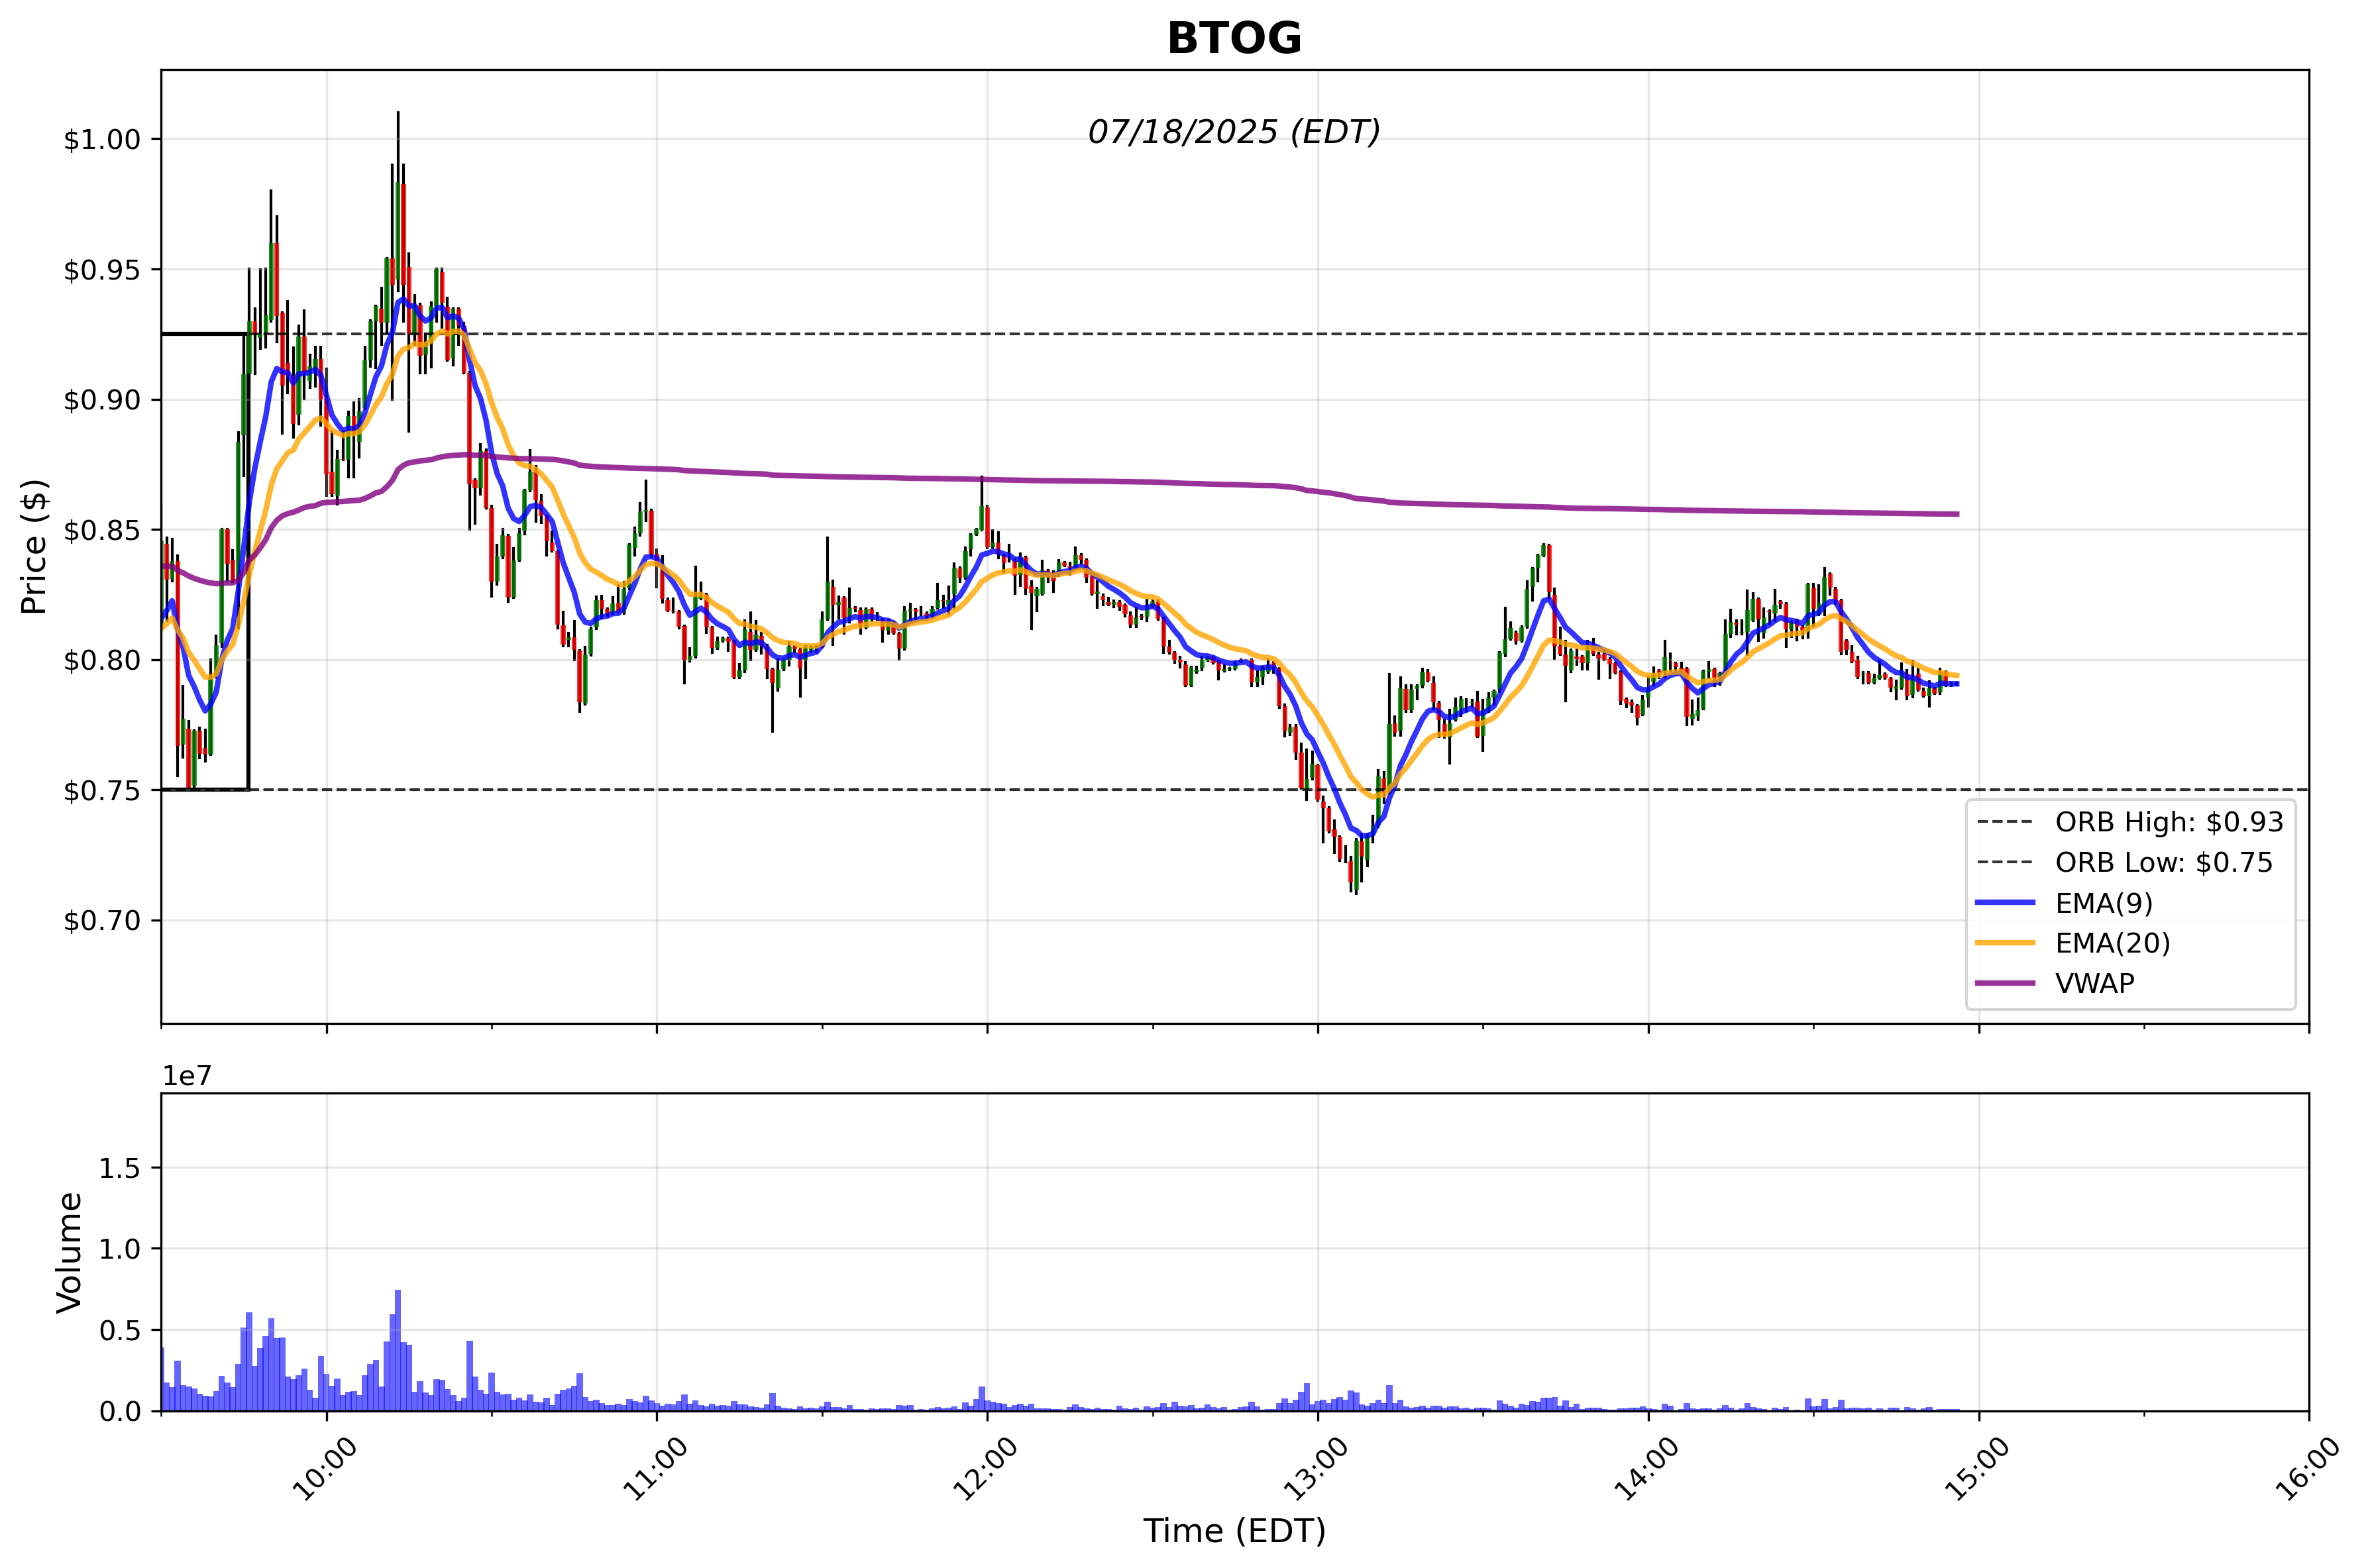 BTOG
07/18/2025 (EDT)
Price ($)
$1.00
$0.95
$0.90
$0.85
$0.80
$0.75
$0.70
ORB High: $0.93
ORB Low: $0.75
EMA(9)
EMA(20)
VWAP
1e7
Volume
1.5
1.0
0.5
0.0
10:00
11:00
12:00
13:00
14:00
15:00
16:00
Time (EDT)